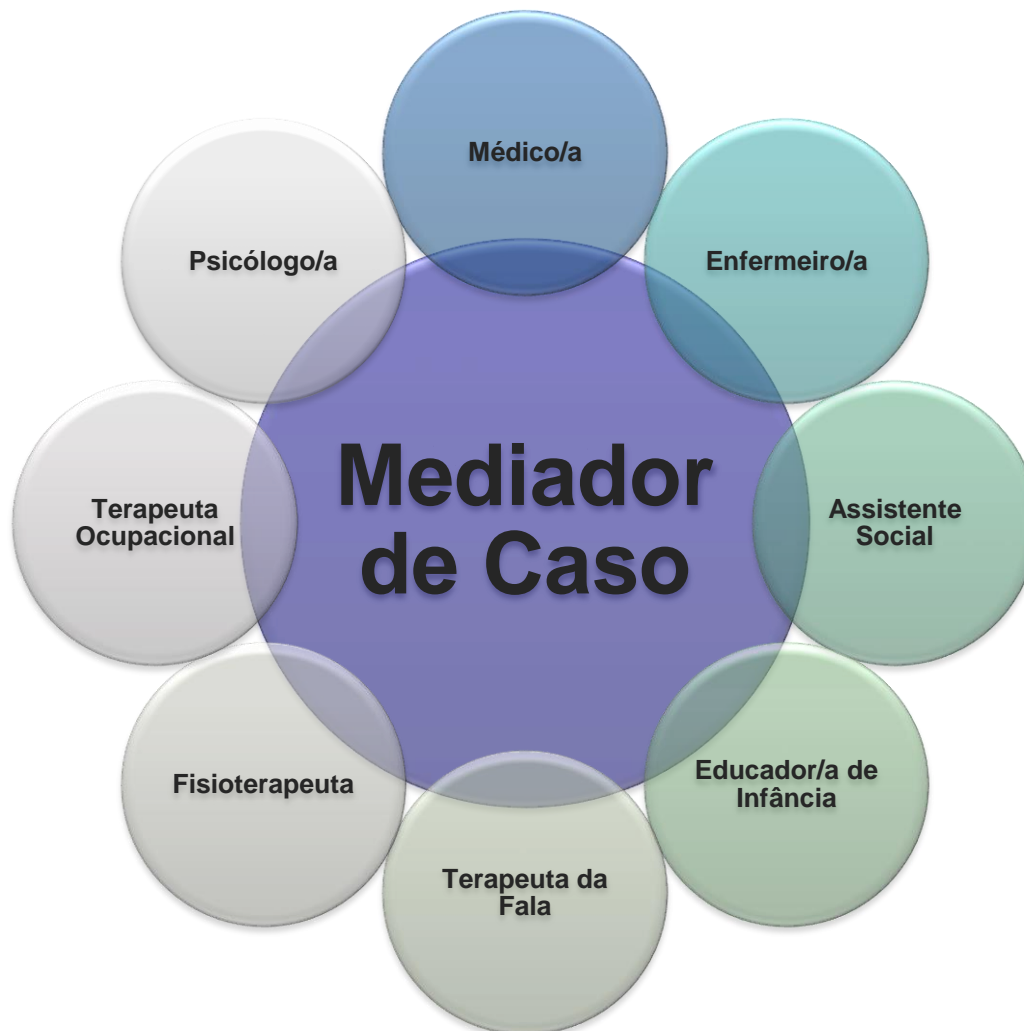 Médico/a
Psicólogo/a
Enfermeiro/a
Mediador
de Caso
Terapeuta
Ocupacional
Assistente
Social
Fisioterapeuta
Educador/a de
Infância
Terapeuta da
Fala